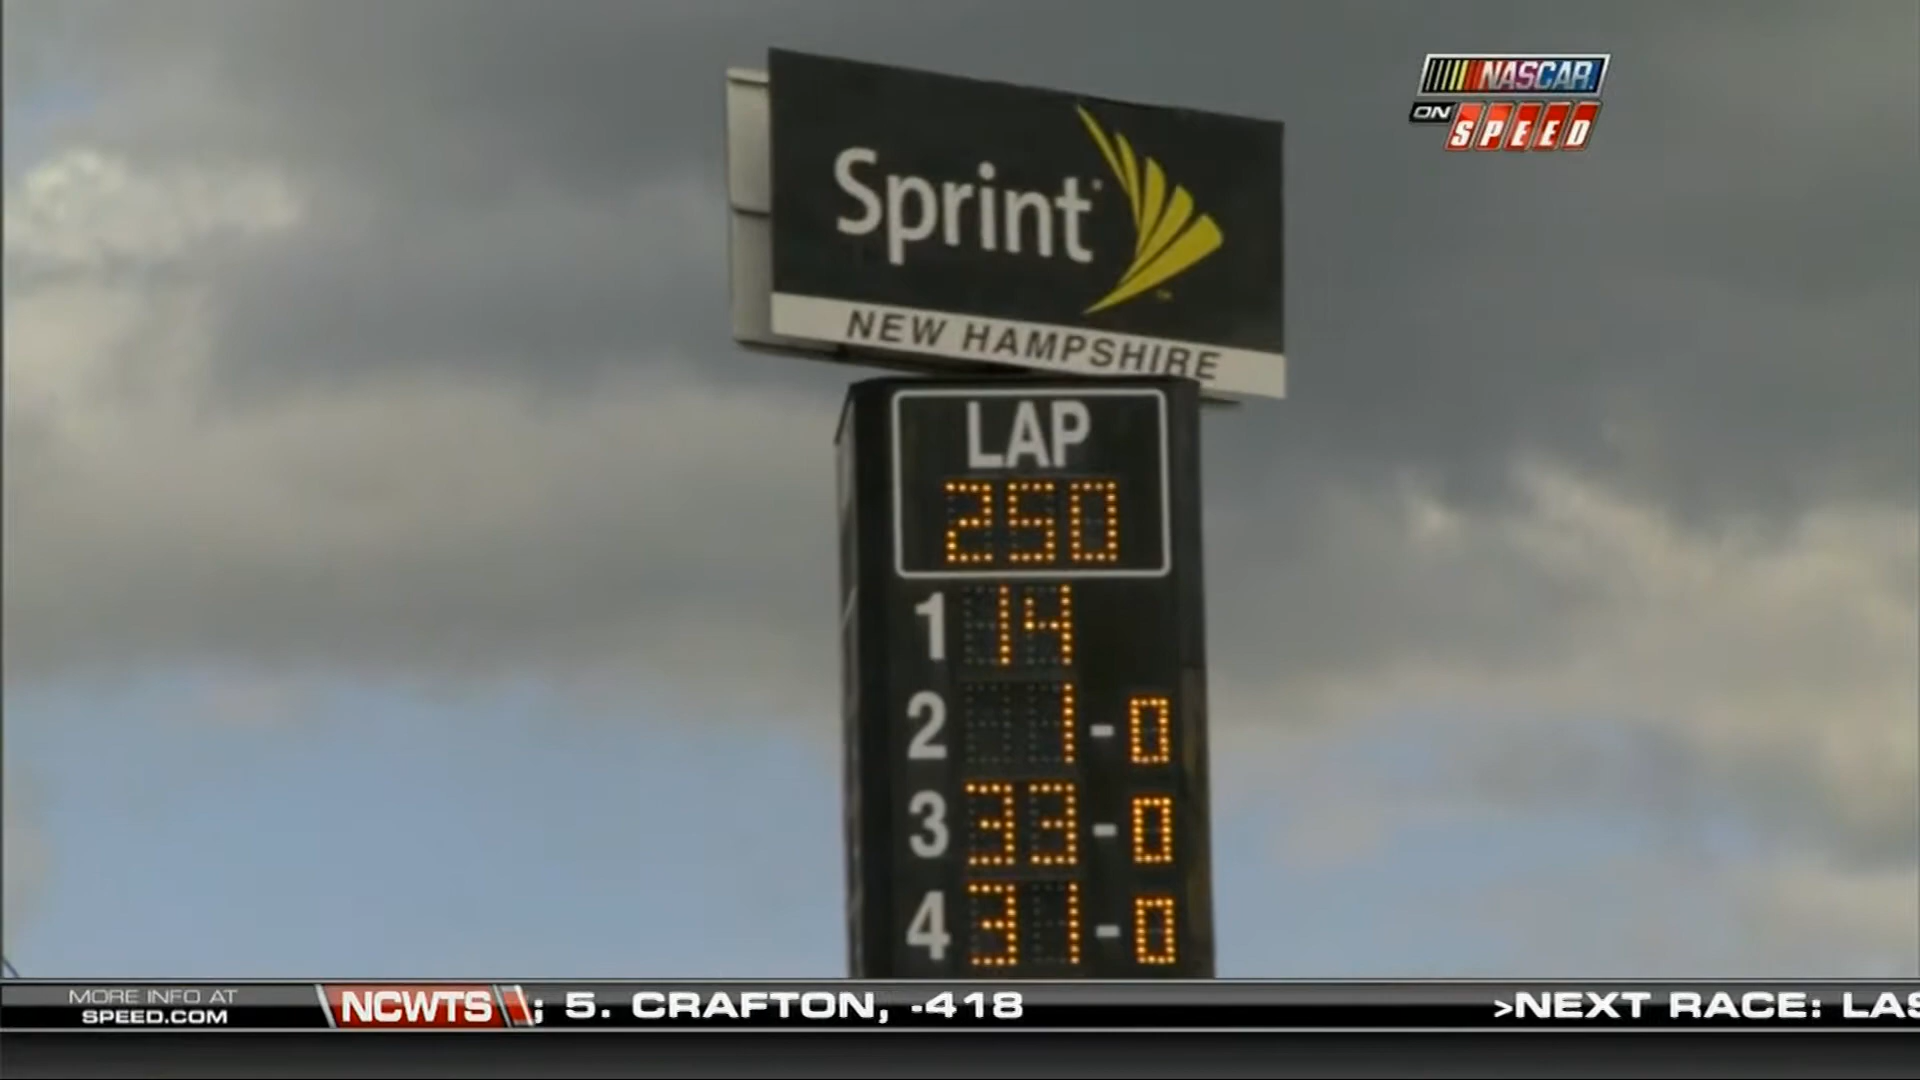 NASCAR
ON SPEED
Sprint
NEW HAMPSHIRE
LAP
250
1 14
2 1-0
3 33-0
4 31-0
MORE INFO AT
SPEED.COM
NCWTS ; 5. CRAFTON, -418 >NEXT RACE: LAS